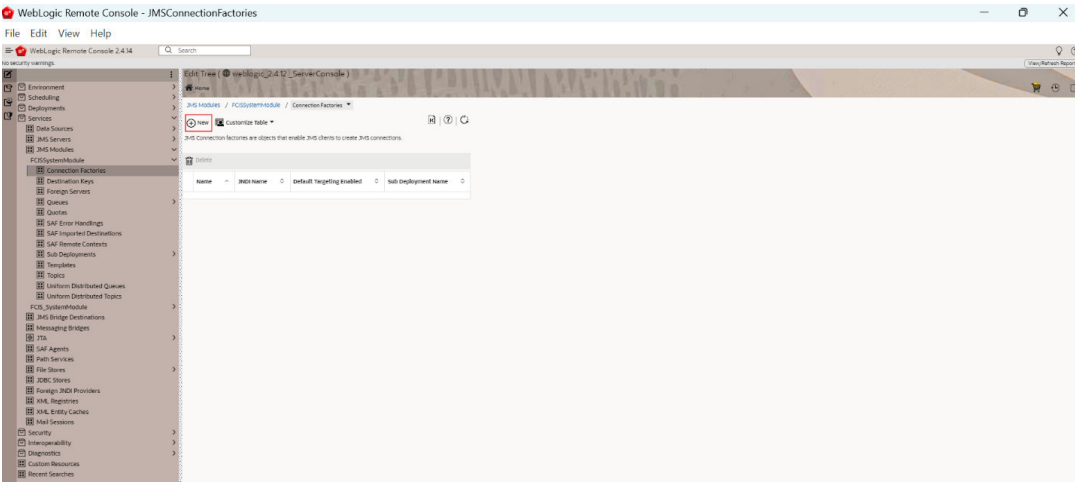 WebLogic Remote Console - JMSConnectionFactories
File Edit View Help
WebLogic Remote Console 2.4.14
Search
No security warnings.
View/Refresh Report
Edit Tree ( weblogic_2.4.12_ServerConsole )
Home
JMS Modules / FCISSystemModule / Connection Factories
New Customize Table
JMS Connection factories are objects that enable JMS clients to create JMS connections.
Delete
Name JNDI Name Default Targeting Enabled Sub Deployment Name
Environment
Scheduling
Deployments
Services
Data Sources
JMS Servers
JMS Modules
FCISSystemModule
Connection Factories
Destination Keys
Foreign Servers
Queues
Quotas
SAF Error Handlings
SAF Imported Destinations
SAF Remote Contexts
Sub Deployments
Templates
Topics
Uniform Distributed Queues
Uniform Distributed Topics
FCIS_SystemModule
JMS Bridge Destinations
Messaging Bridges
JTA
SAF Agents
Path Services
File Stores
JDBC Stores
Foreign JNDI Providers
XML Registries
XML Entity Caches
Mail Sessions
Security
Interoperability
Diagnostics
Custom Resources
Recent Searches